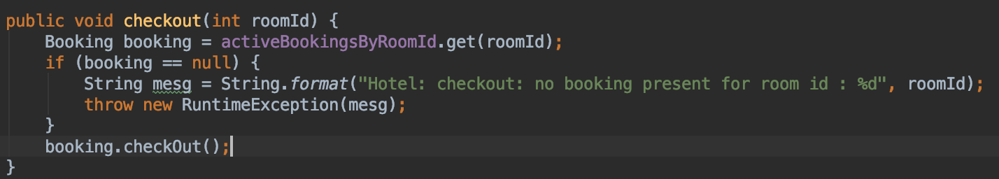 public void checkout(int roomId) {
    Booking booking = activeBookingsByRoomId.get(roomId);
    if (booking == null) {
        String mesg = String.format("Hotel: checkout: no booking present for room id : %d", roomId);
        throw new RuntimeException(mesg);
    }
    booking.checkOut();
}